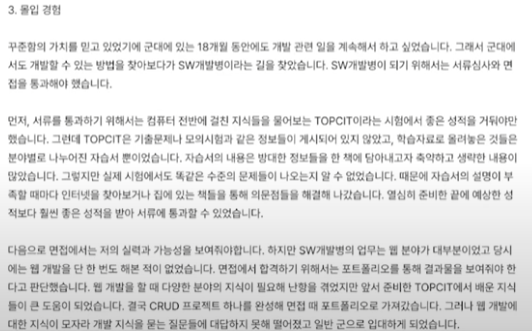 3. 몰입 경험
꾸준함의 가치를 믿고 있었기에 군대에 있는 18개월 동안에도 개발 관련 일을 계속해서 하고 싶었습니다. 그래서 군대에
서도 개발할 수 있는 방법을 찾아보다가 SW개발병이라는 길을 찾았습니다. SW개발병이 되기 위해서는 서류심사와 면
접을 통과해야 했습니다.
먼저, 서류를 통과하기 위해서는 컴퓨터 전반에 걸친 지식들을 물어보는 TOPCIT이라는 시험에서 좋은 성적을 거둬야만
했습니다. 그런데 TOPCIT은 기출문제나 모의시험과 같은 정보들이 게시되어 있지 않았고, 학습자료로 올려놓은 것들은
분야별로 나누어진 자습서 뿐이었습니다. 자습서의 내용은 방대한 정보들을 한 책에 담아내고자 축약하고 생략한 내용이
많았습니다. 그렇지만 실제 시험에서도 똑같은 수준의 문제들이 나오는지 알 수 없었습니다. 때문에 자습서의 설명이 부
족할 때마다 인터넷을 찾아보거나 집에 있는 책들을 통해 의문점들을 해결해 나갔습니다. 열심히 준비한 끝에 예상한 성
적보다 훨씬 좋은 성적을 받아 서류에 통과할 수 있었습니다.
다음으로 면접에서는 저의 실력과 가능성을 보여줘야합니다. 하지만 SW개발병의 업무는 웹 분야가 대부분이었고 당시
에는 웹 개발을 단 한 번도 해본 적이 없었습니다. 면접에서 합격하기 위해서는 포트폴리오를 통해 결과물을 보여줘야 한
다고 판단했습니다. 웹 개발을 할 때 다양한 분야의 지식이 필요해 난항을 겪었지만 앞서 준비한 TOPCIT에서 배운 지식
들이 큰 도움이 되었습니다. 결국 CRUD 프로젝트 하나를 완성해 면접 때 포트폴리오로 가져갔습니다. 그러나 웹 개발에
대한 지식이 모자라 개발 지식을 묻는 질문들에 대답하지 못해 떨어졌고 일반 군으로 입대하게 되었습니다.